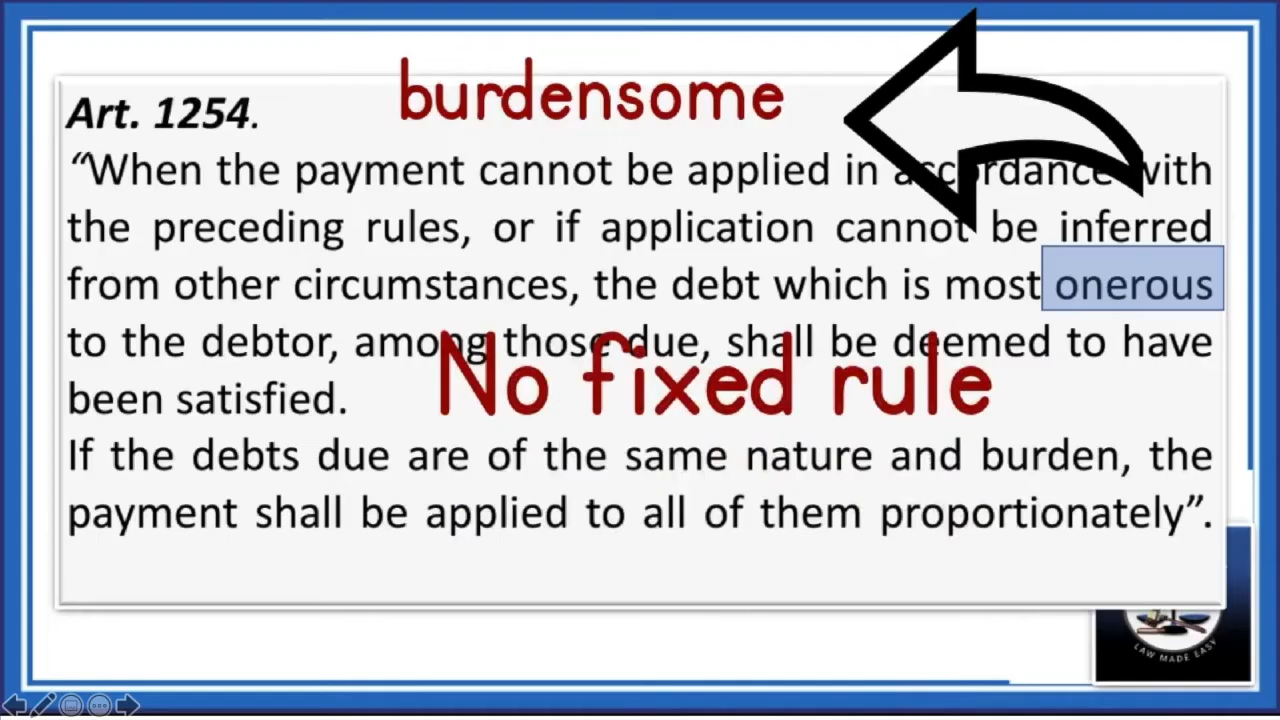 burdensome
Art. 1254.
“When the payment cannot be applied in accordance with
the preceding rules, or if application cannot be inferred
from other circumstances, the debt which is most onerous
to the debtor, among those due, shall be deemed to have
No fixed rule
been satisfied.
If the debts due are of the same nature and burden, the
payment shall be applied to all of them proportionately”.
LAW MADE EASY